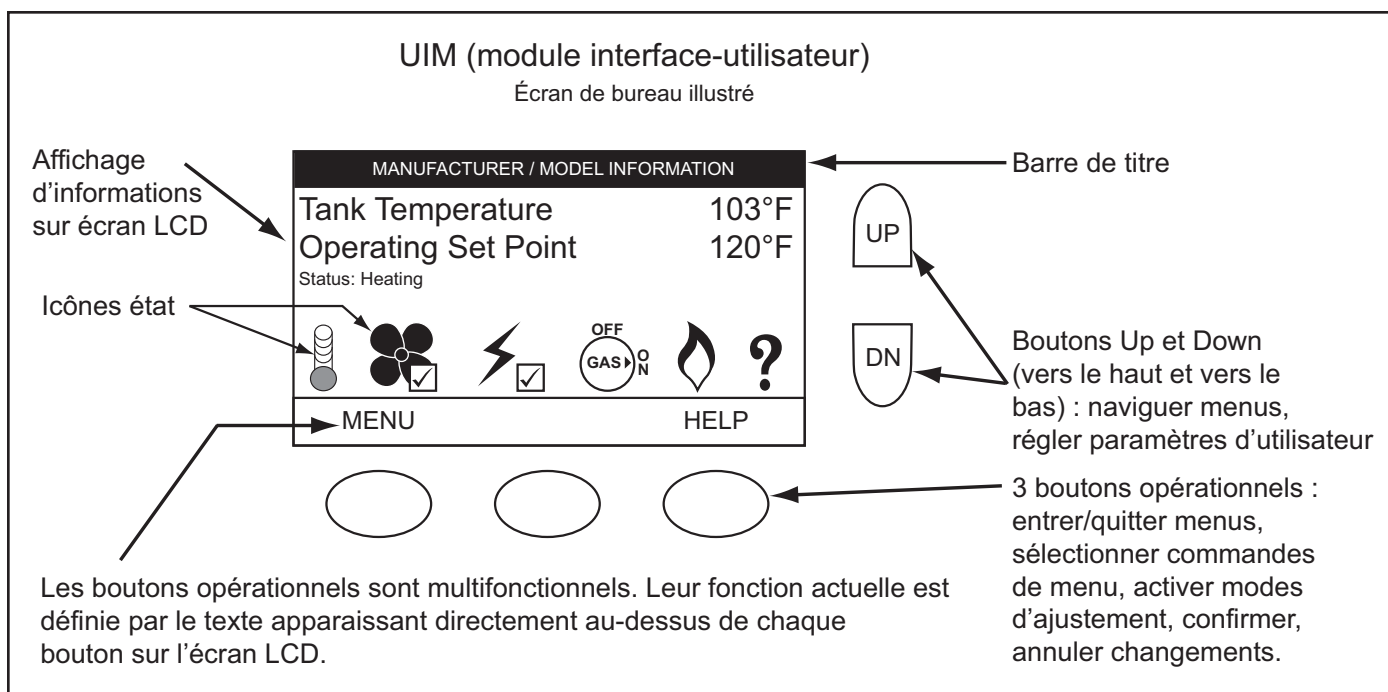 UIM (module interface-utilisateur)
Écran de bureau illustré
Affichage
d’informations
sur écran LCD
Icônes état
MANUFACTURER / MODEL INFORMATION
Tank Temperature 103°F
Operating Set Point 120°F
Status: Heating
OFF
GAS
ON
?
MENU HELP
Barre de titre
UP
DN
Boutons Up et Down
(vers le haut et vers le
bas) : naviguer menus,
régler paramètres d’utilisateur
3 boutons opérationnels :
entrer/quitter menus,
sélectionner commandes
de menu, activer modes
d’ajustement, confirmer,
annuler changements.
Les boutons opérationnels sont multifonctionnels. Leur fonction actuelle est
définie par le texte apparaissant directement au-dessus de chaque
bouton sur l’écran LCD.